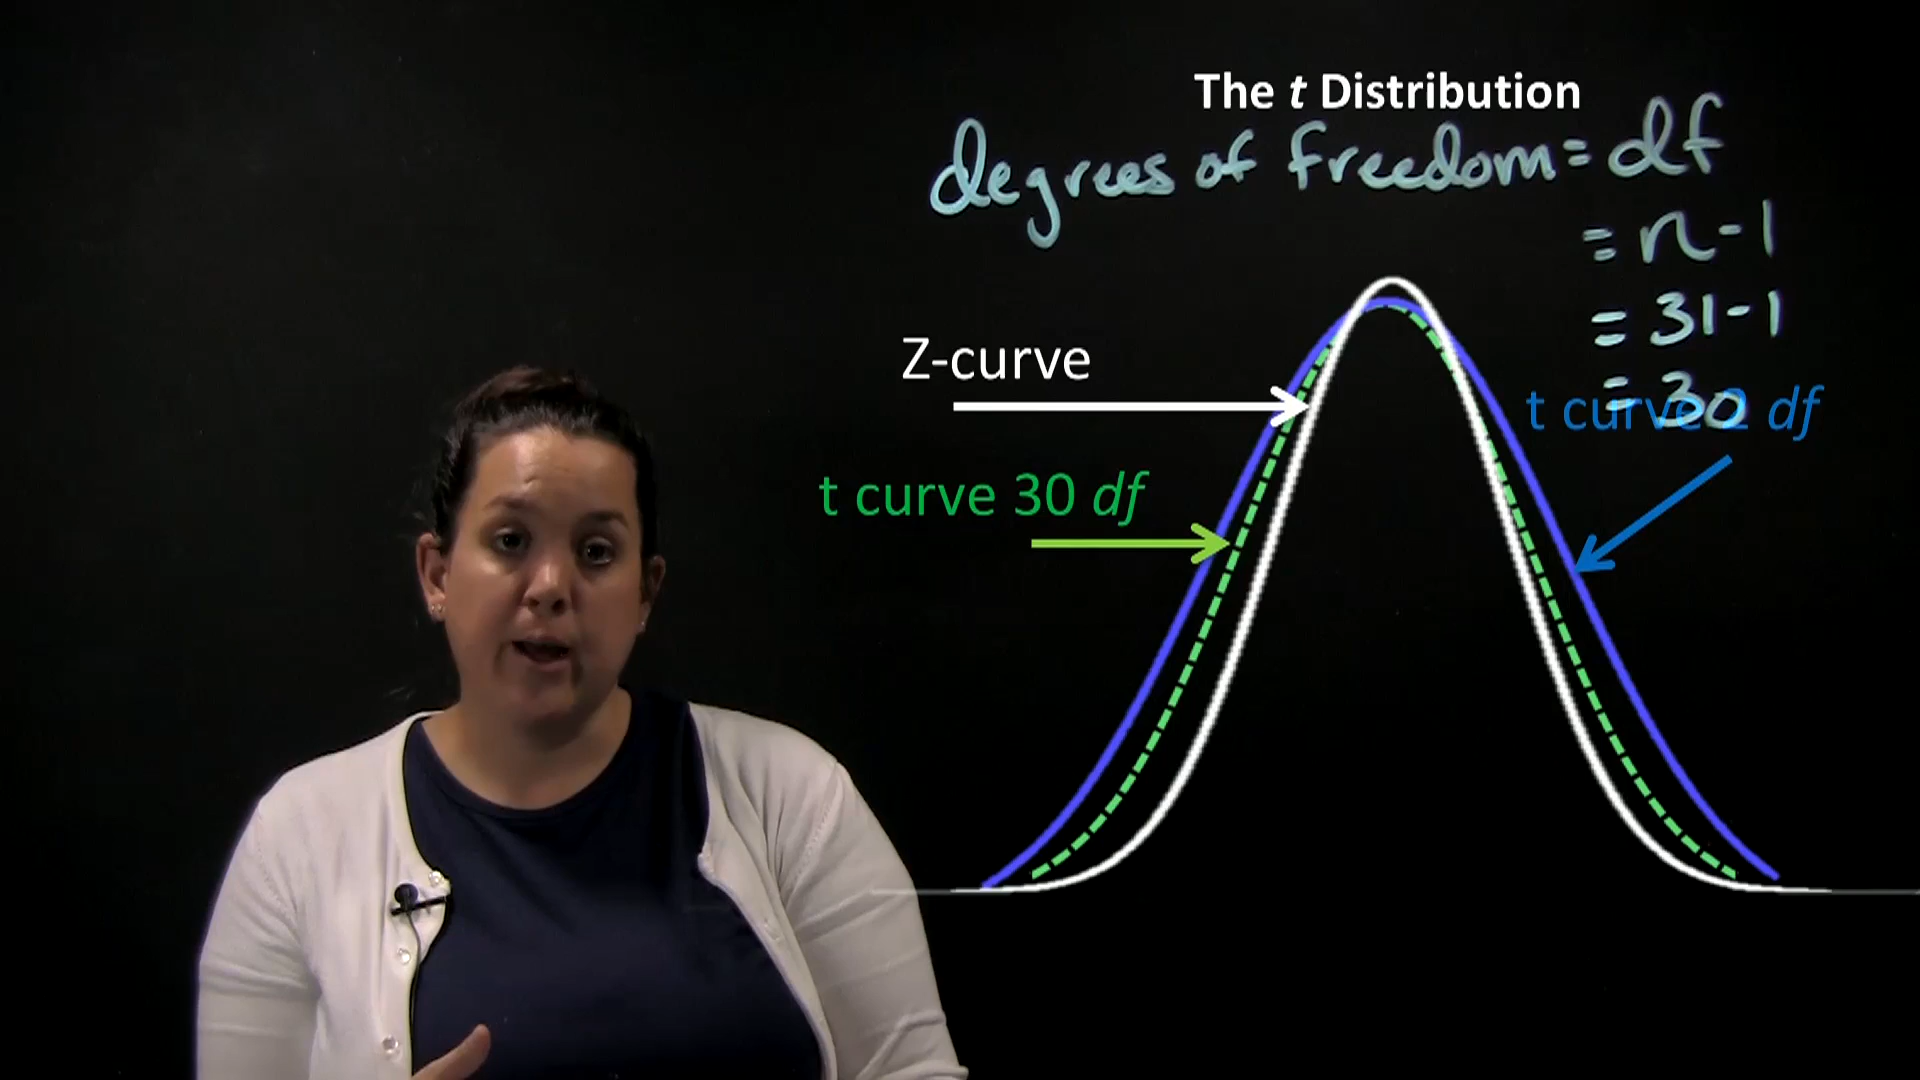 The t Distribution
degrees of freedom = df
= n - 1
= 31 - 1
= 30
Z-curve
t curve 2 df
t curve 30 df